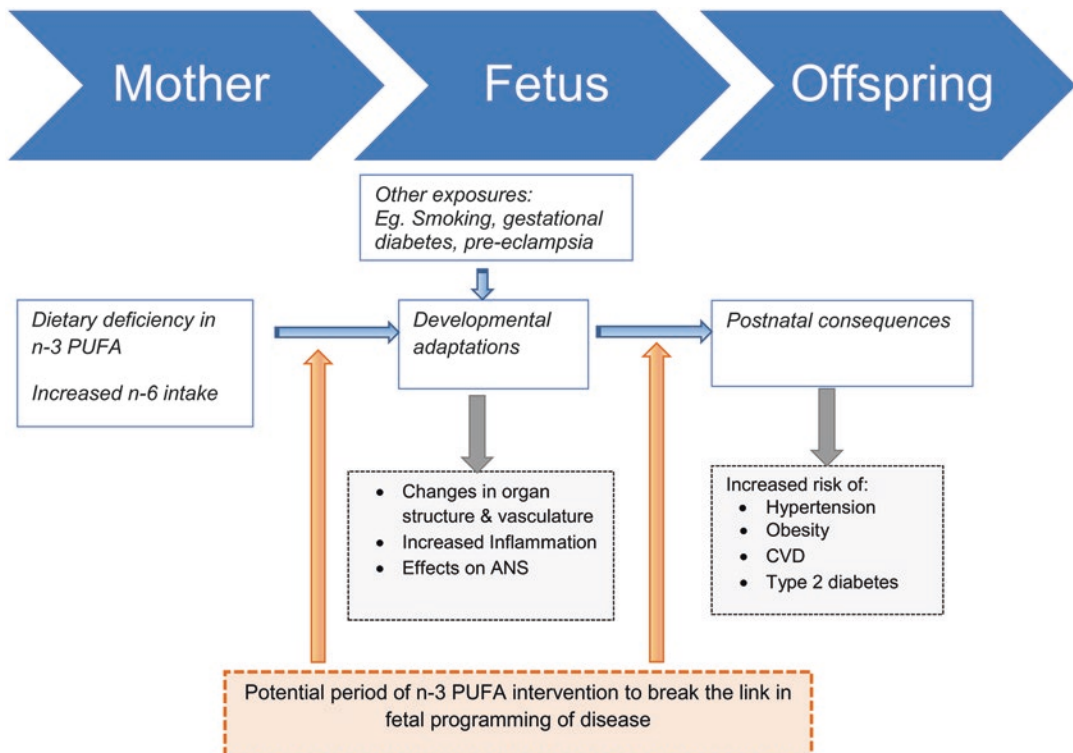 Mother
Fetus
Offspring
Other exposures:
Eg. Smoking, gestational
diabetes, pre-eclampsia
Dietary deficiency in
n-3 PUFA
Increased n-6 intake
Developmental
adaptations
Postnatal consequences
• Changes in organ
structure & vasculature
• Increased Inflammation
• Effects on ANS
Increased risk of:
• Hypertension
• Obesity
• CVD
• Type 2 diabetes
Potential period of n-3 PUFA intervention to break the link in
fetal programming of disease